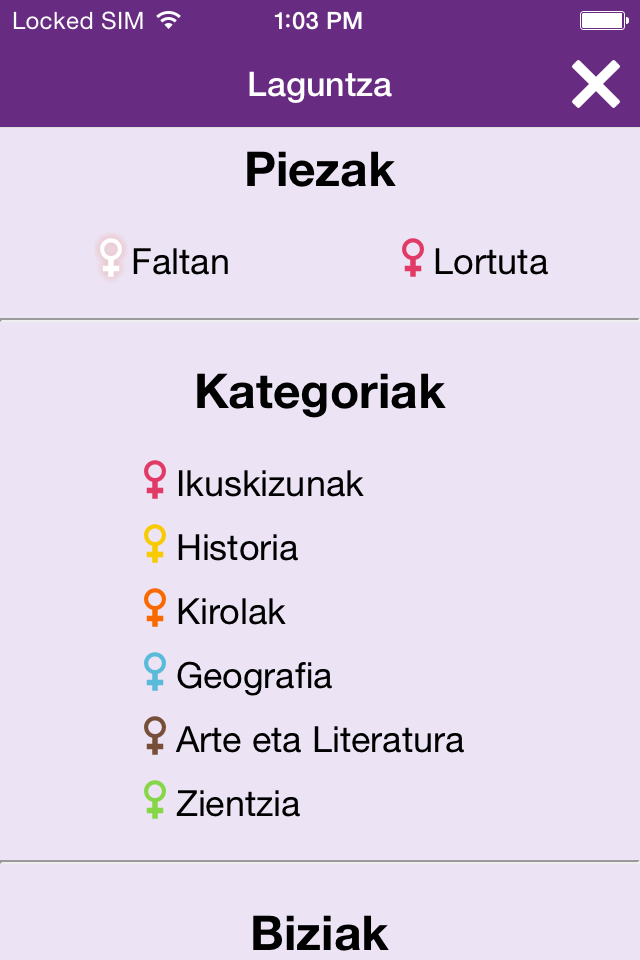 Locked SIM 1:03 PM
Laguntza
Piezak
Faltan Lortuta
Kategoriak
Ikuskizunak
Historia
Kirolak
Geografia
Arte eta Literatura
Zientzia
Biziak